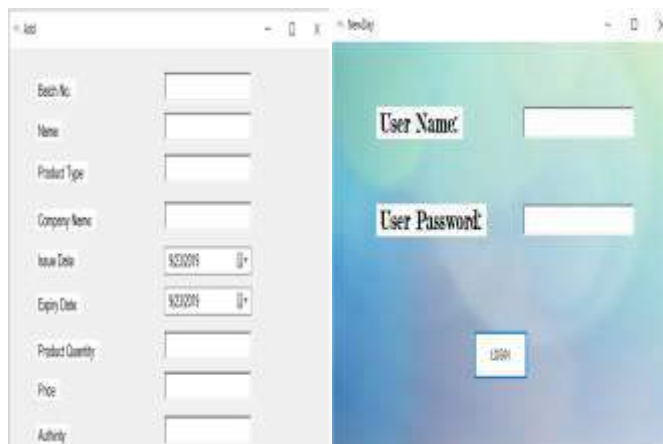 Add
Batch No.
Name
Product Type
Company Name
Issue Date 9/23/2019
Expiry Date 9/23/2019
Product Quantity
Price
Authirity
NewDay
User Name:
User Password:
LOGIN